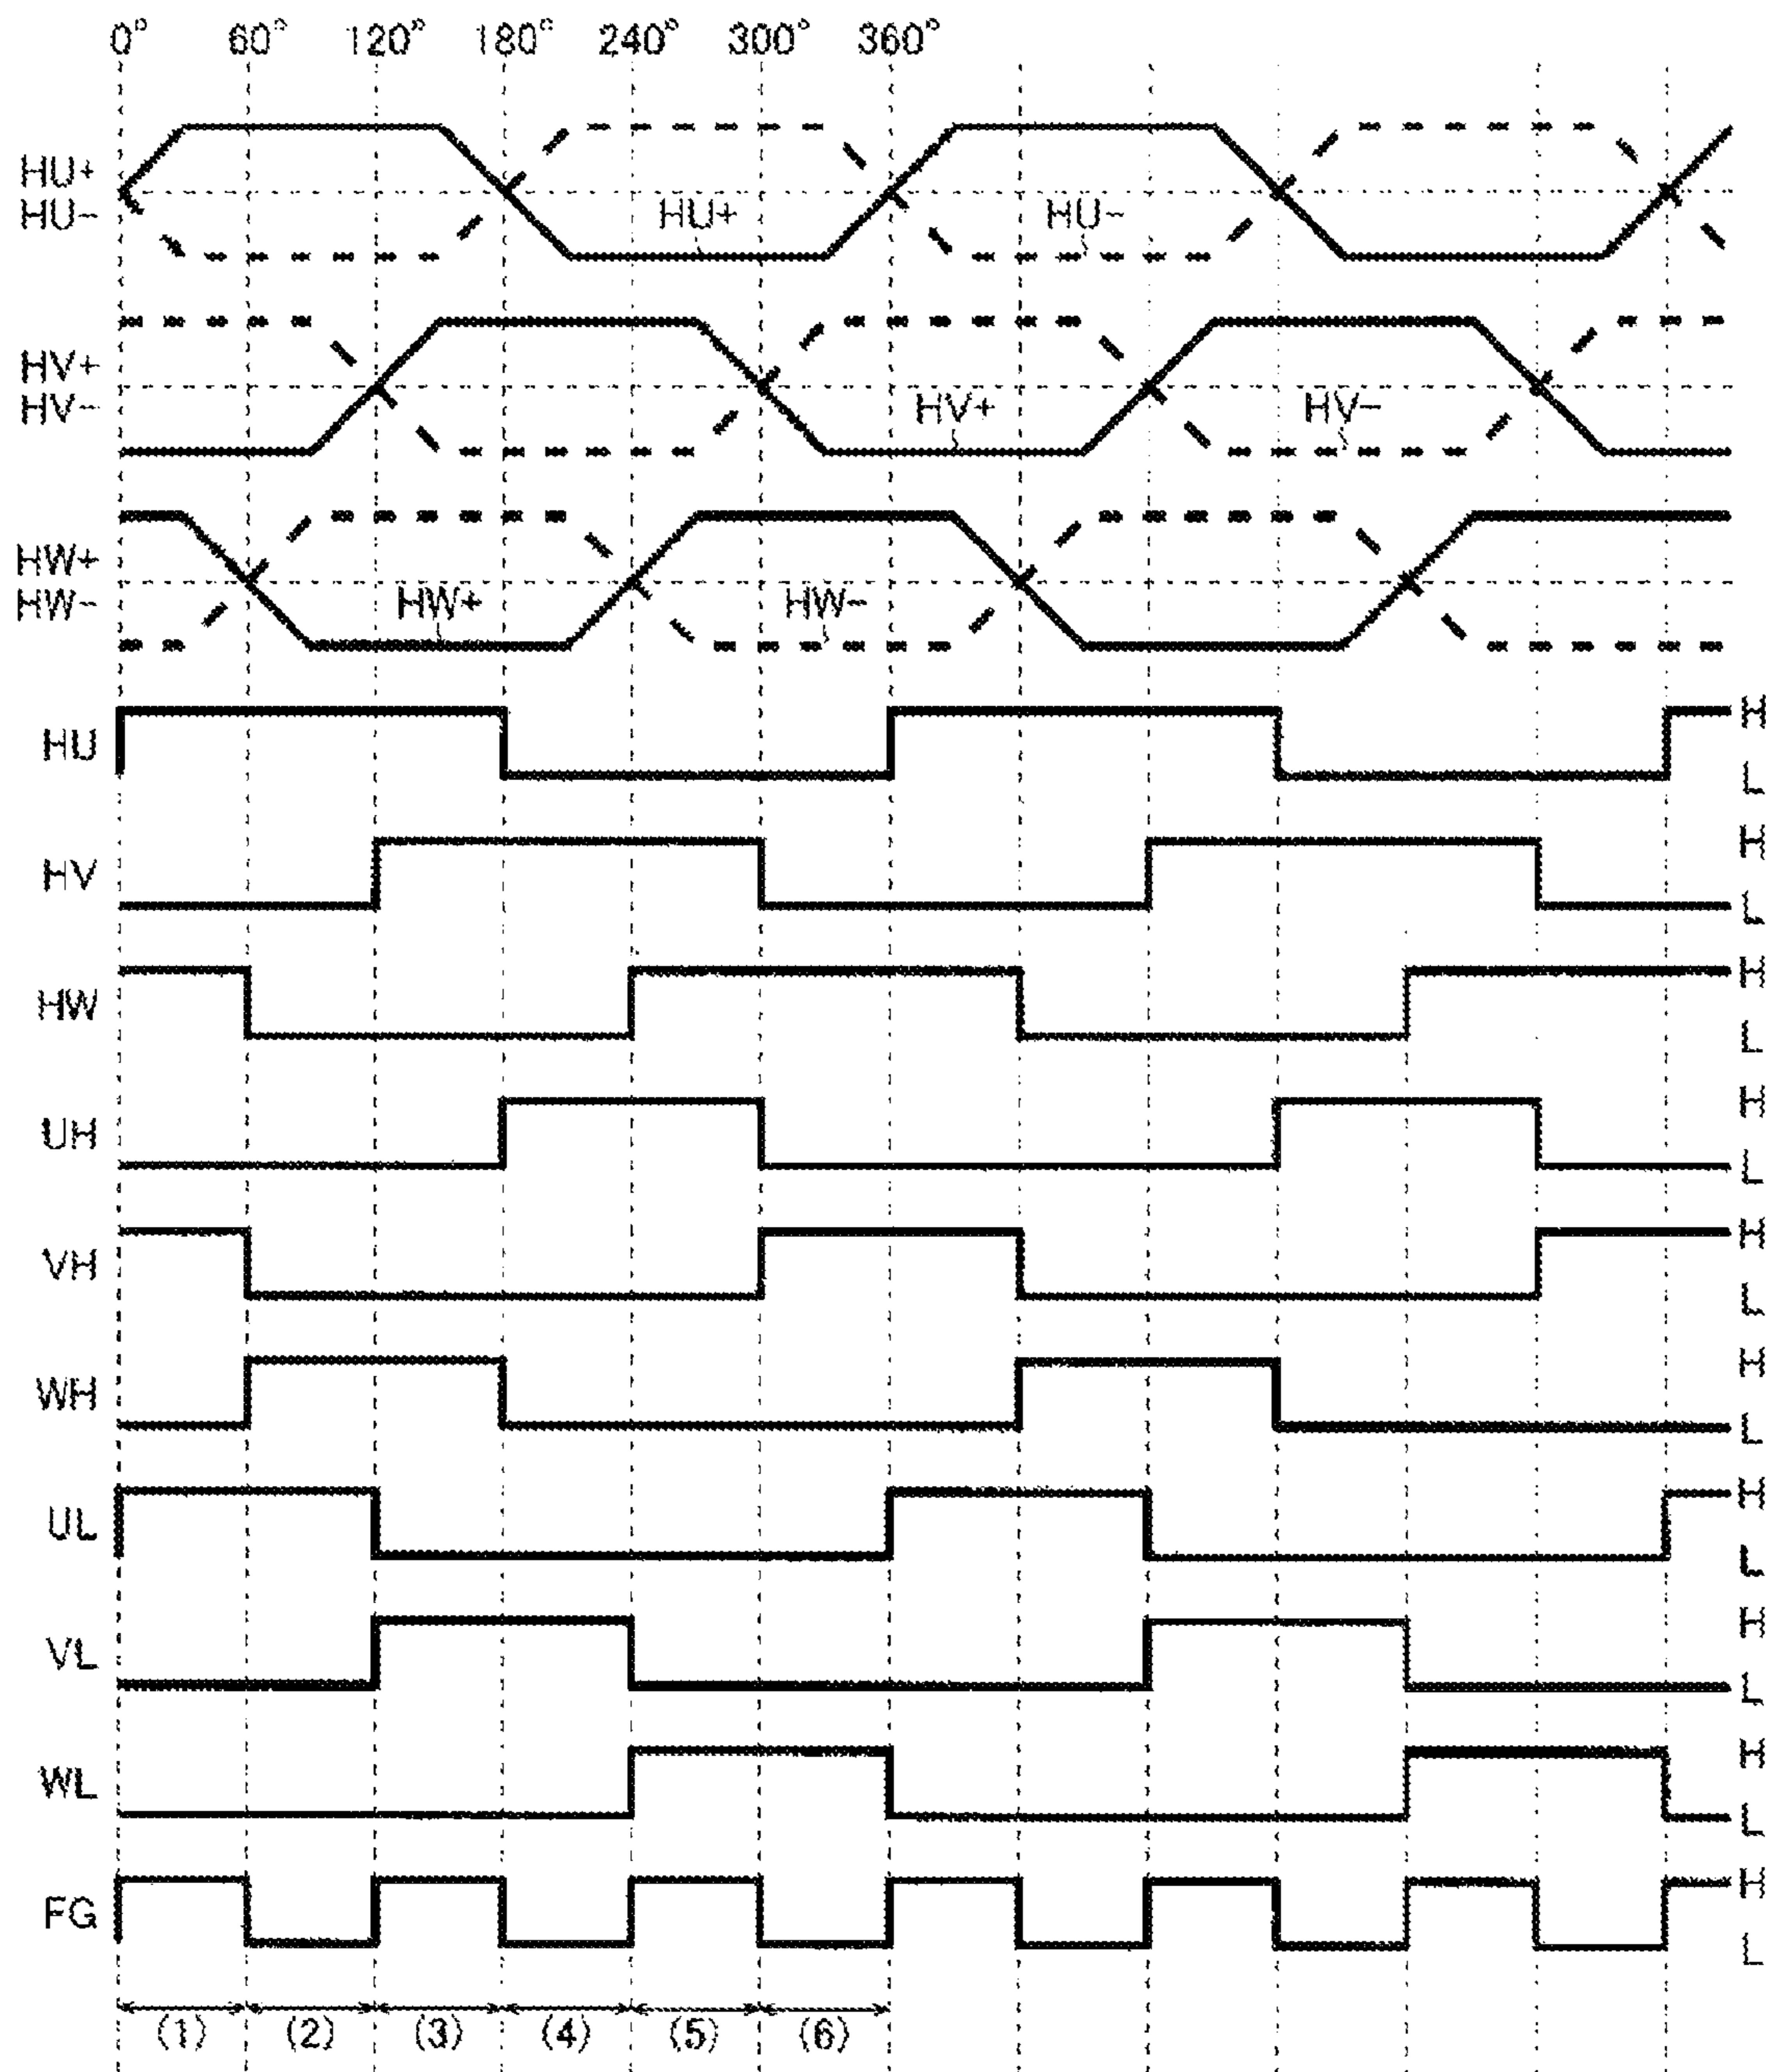 0° 60° 120° 180° 240° 300° 360°
HU+
HU-
HU+
HU-
HV+
HV-
HV+
HV-
HW+
HW-
HW+
HW-
HU
H
L
HV
H
L
HW
H
L
UH
H
L
VH
H
L
WH
H
L
UL
H
L
VL
H
L
WL
H
L
FG
H
L
(1) (2) (3) (4) (5) (6)